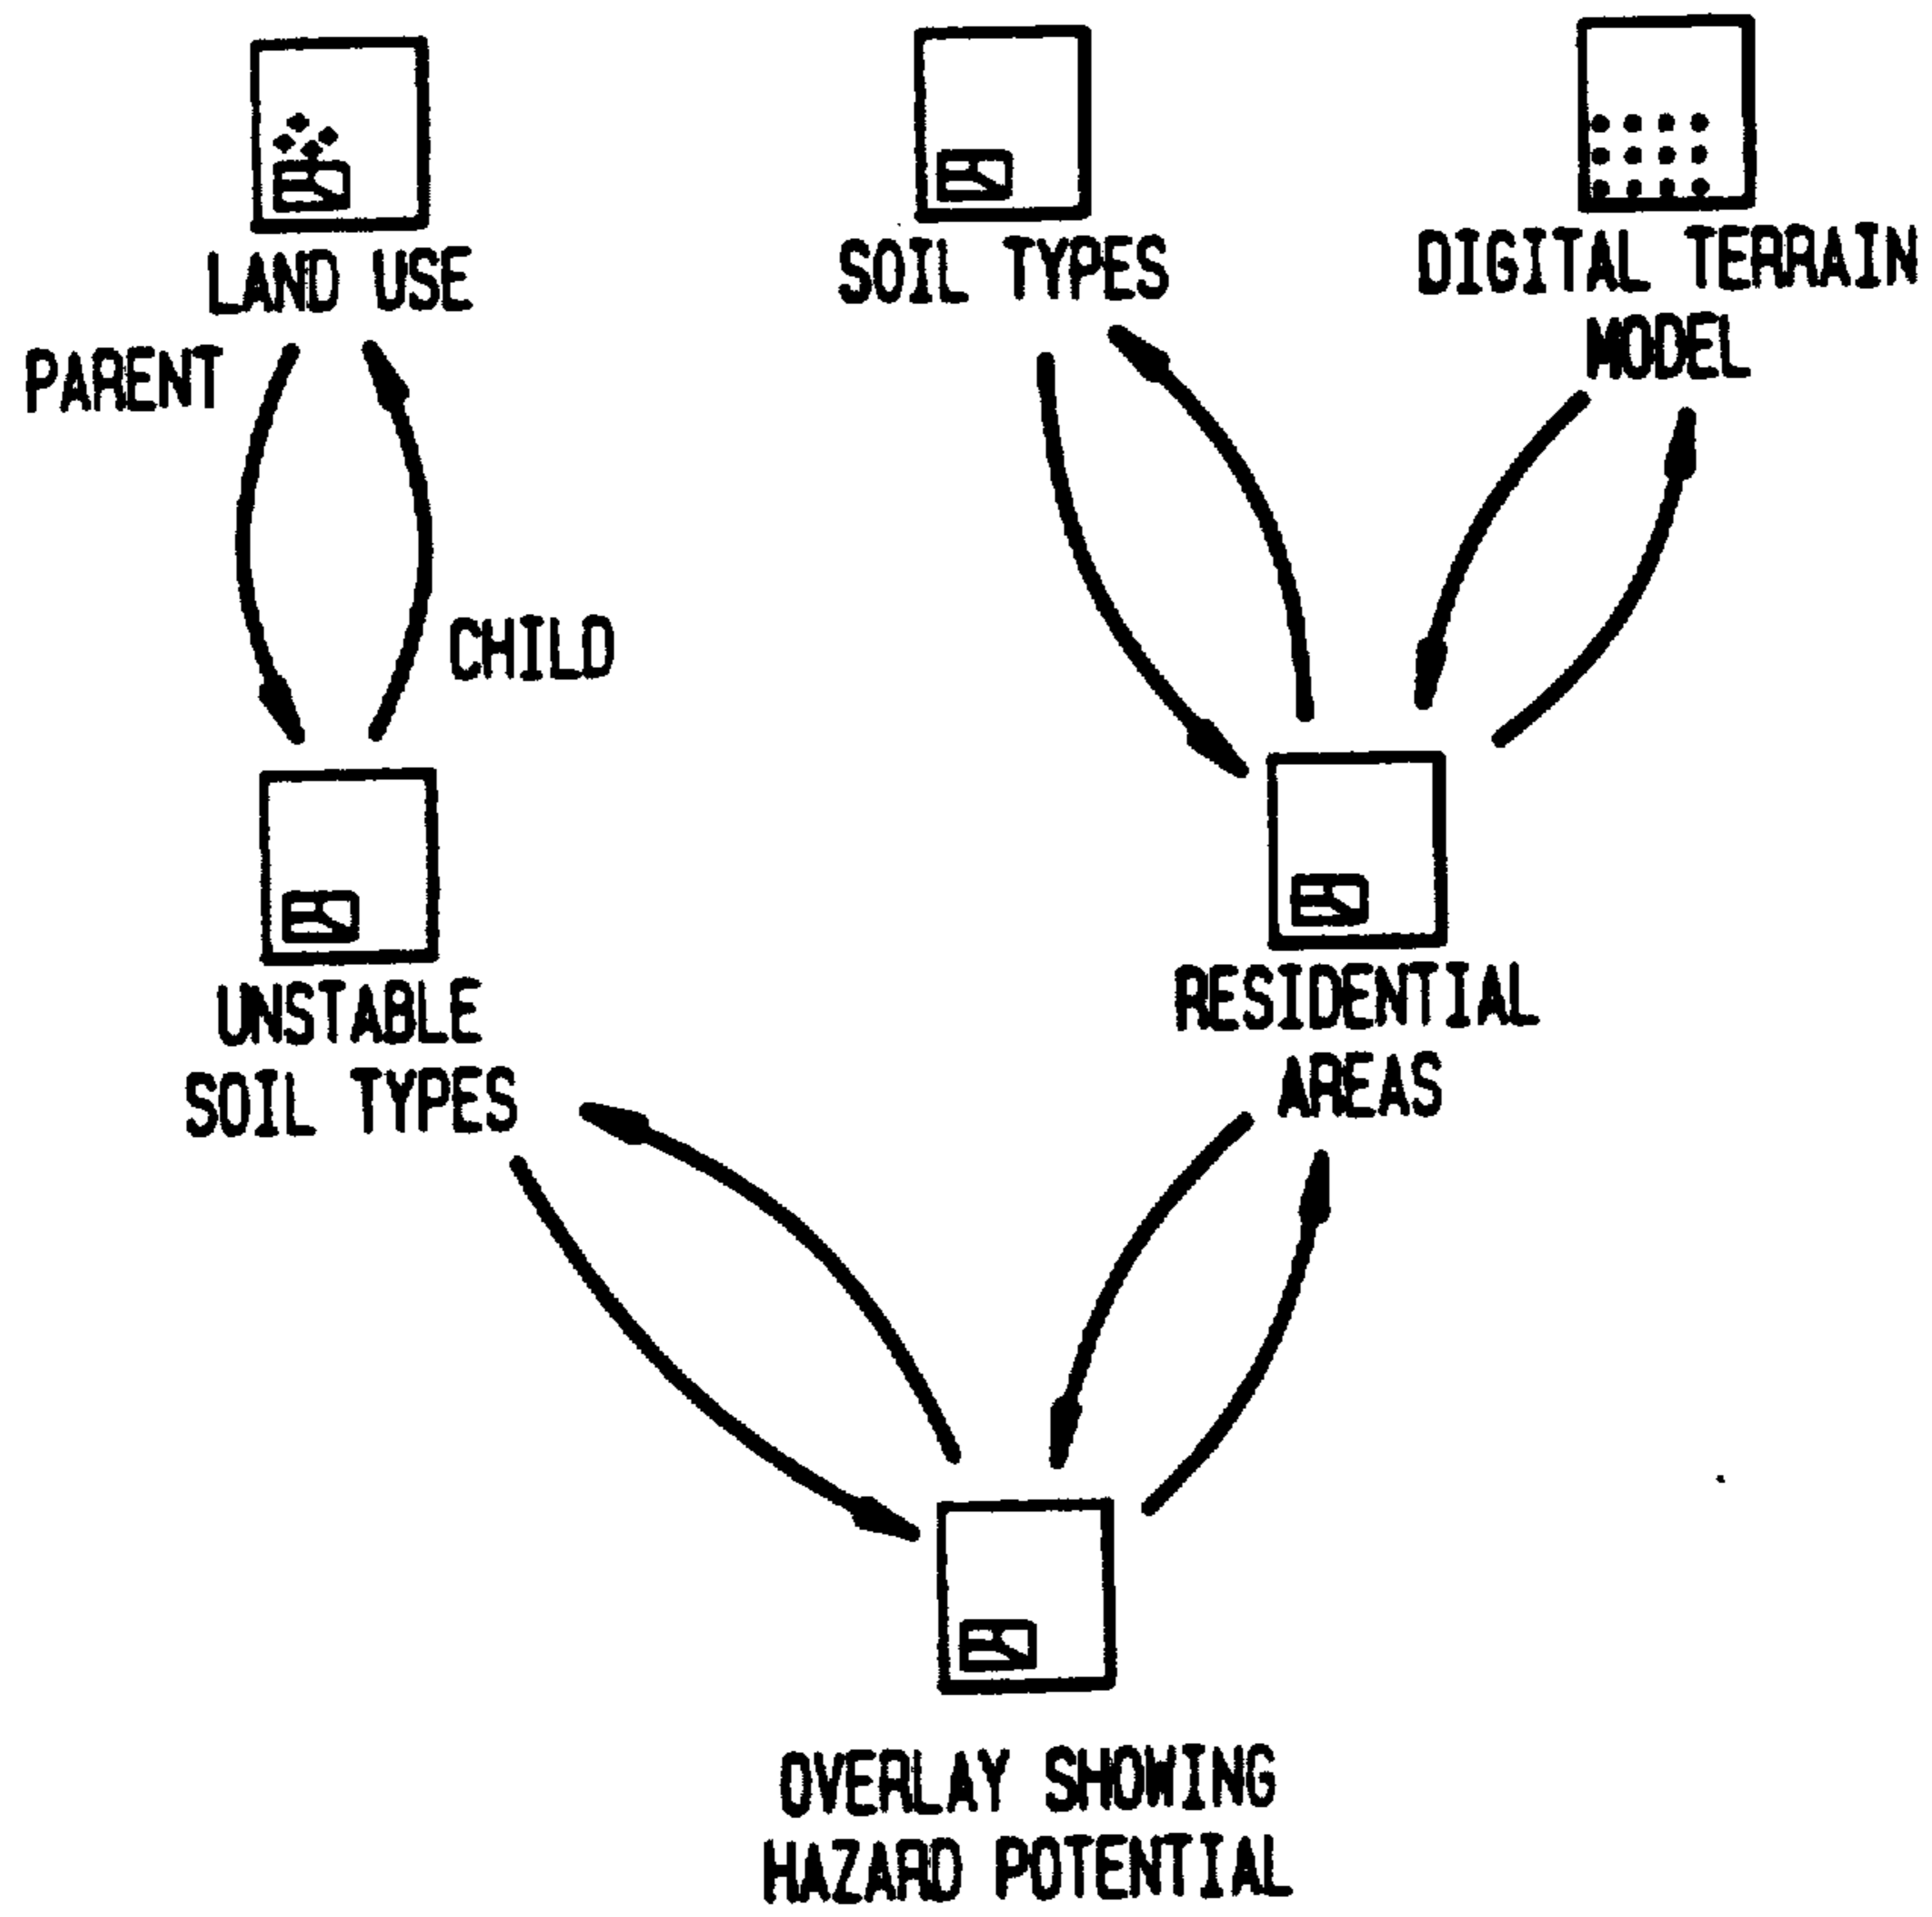 LAND USE
SOIL TYPES
DIGITAL TERRAIN
MODEL
PARENT
CHILD
UNSTABLE
SOIL TYPES
RESIDENTIAL
AREAS
OVERLAY SHOWING
HAZARD POTENTIAL